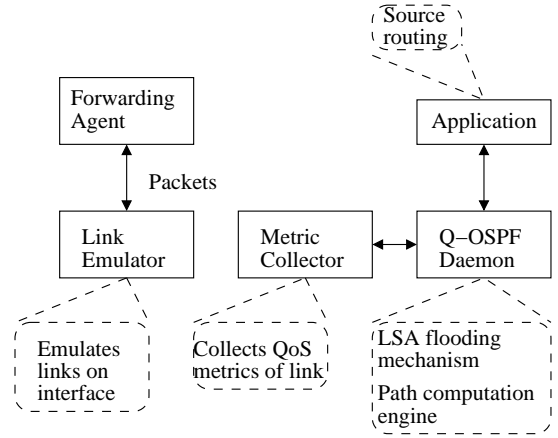 Source
routing
Forwarding
Agent
Application
Packets
Link
Emulator
Metric
Collector
Q−OSPF
Daemon
Emulates
links on
interface
Collects QoS
metrics of link
LSA flooding
mechanism
Path computation
engine